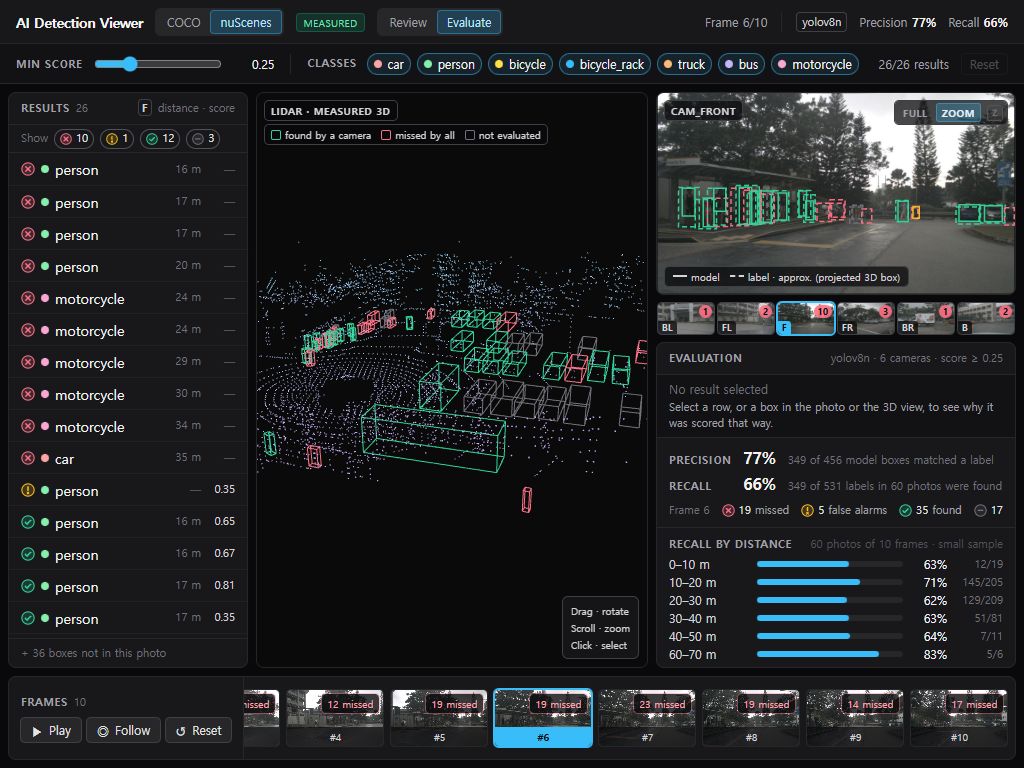 AI Detection Viewer
COCO nuScenes MEASURED Review Evaluate
Frame 6/10 yolov8n Precision 77% Recall 66%
MIN SCORE 0.25 CLASSES car person bicycle bicycle_rack truck bus motorcycle 26/26 results Reset
RESULTS 26 F distance · score
Show 10 1 12 3
person 16 m —
person 17 m —
person 17 m —
person 20 m —
motorcycle 24 m —
motorcycle 24 m —
motorcycle 29 m —
motorcycle 30 m —
motorcycle 34 m —
car 35 m —
person — 0.35
person 16 m 0.65
person 16 m 0.67
person 17 m 0.81
person 17 m 0.35
+ 36 boxes not in this photo
LIDAR · MEASURED 3D
found by a camera missed by all not evaluated
Drag · rotate
Scroll · zoom
Click · select
CAM_FRONT
FULL ZOOM Z
model label · approx. (projected 3D box)
BL 1
FL 2
F 10
FR 3
BR 1
B 2
EVALUATION yolov8n · 6 cameras · score ≥ 0.25
No result selected
Select a row, or a box in the photo or the 3D view, to see why it
was scored that way.
PRECISION 77% 349 of 456 model boxes matched a label
RECALL 66% 349 of 531 labels in 60 photos were found
Frame 6 19 missed 5 false alarms 35 found 17
RECALL BY DISTANCE 60 photos of 10 frames · small sample
0–10 m 63% 12/19
10–20 m 71% 145/205
20–30 m 62% 129/209
30–40 m 63% 51/81
40–50 m 64% 7/11
60–70 m 83% 5/6
FRAMES 10
Play Follow Reset
12 missed
#4
19 missed
#5
19 missed
#6
23 missed
#7
19 missed
#8
14 missed
#9
17 missed
#10